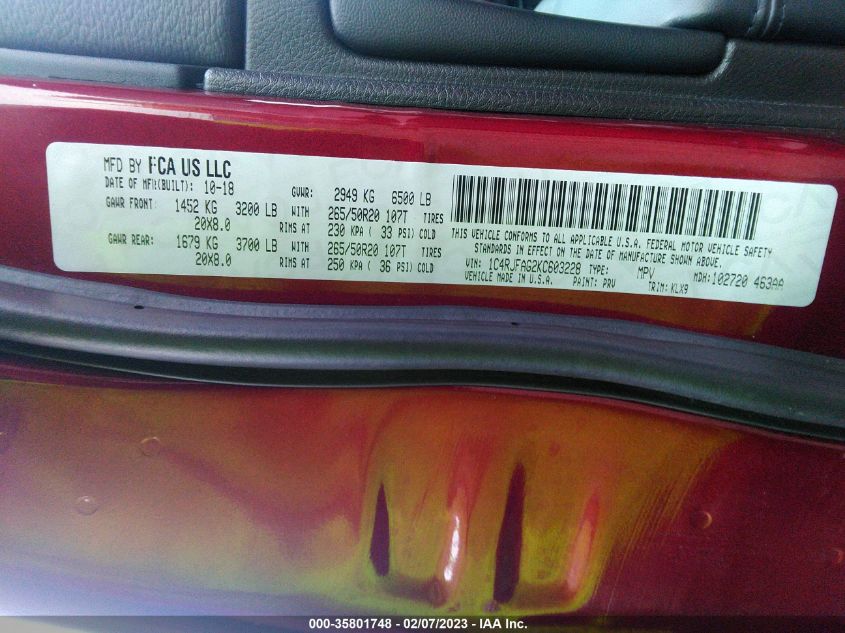 MFD BY FCA US LLC
DATE OF MFR(BUILT): 10-18 GVWR: 2949 KG 6500 LB
GAWR FRONT: 1452 KG 3200 LB WITH 265/50R20 107T TIRES
20X8.0 RIMS AT 230 KPA ( 33 PSI) COLD
GAWR REAR: 1679 KG 3700 LB WITH 265/50R20 107T TIRES
20X8.0 RIMS AT 250 KPA ( 36 PSI) COLD
THIS VEHICLE CONFORMS TO ALL APPLICABLE U.S.A. FEDERAL MOTOR VEHICLE SAFETY
STANDARDS IN EFFECT ON THE DATE OF MANUFACTURE SHOWN ABOVE.
VIN: 1C4RJFAG2KC603228 TYPE: MPV MDH: 102720 463AA
MADE IN U.S.A. PAINT: PRV TRIM: KLX9
000-35801748 - 02/07/2023 - IAA Inc.